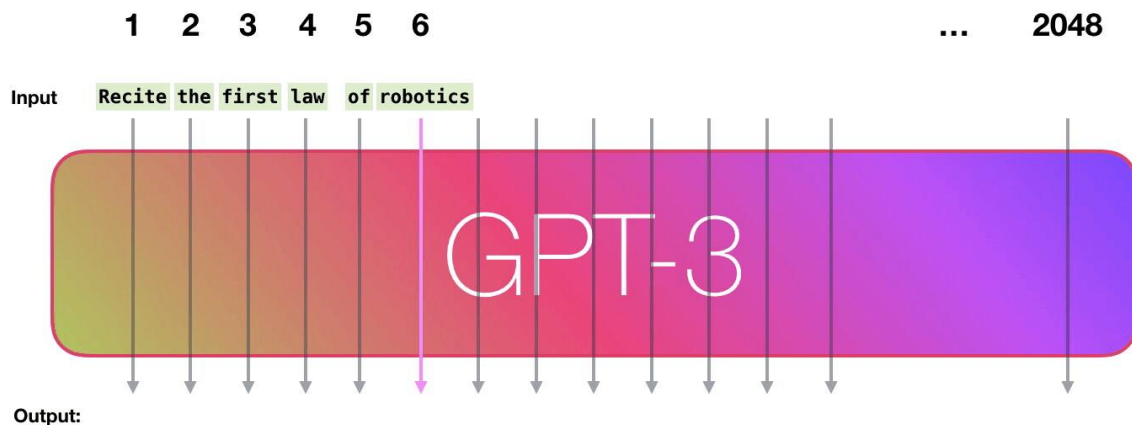 1 2 3 4 5 6 ... 2048
Input Recite the first law of robotics
GPT-3
Output: